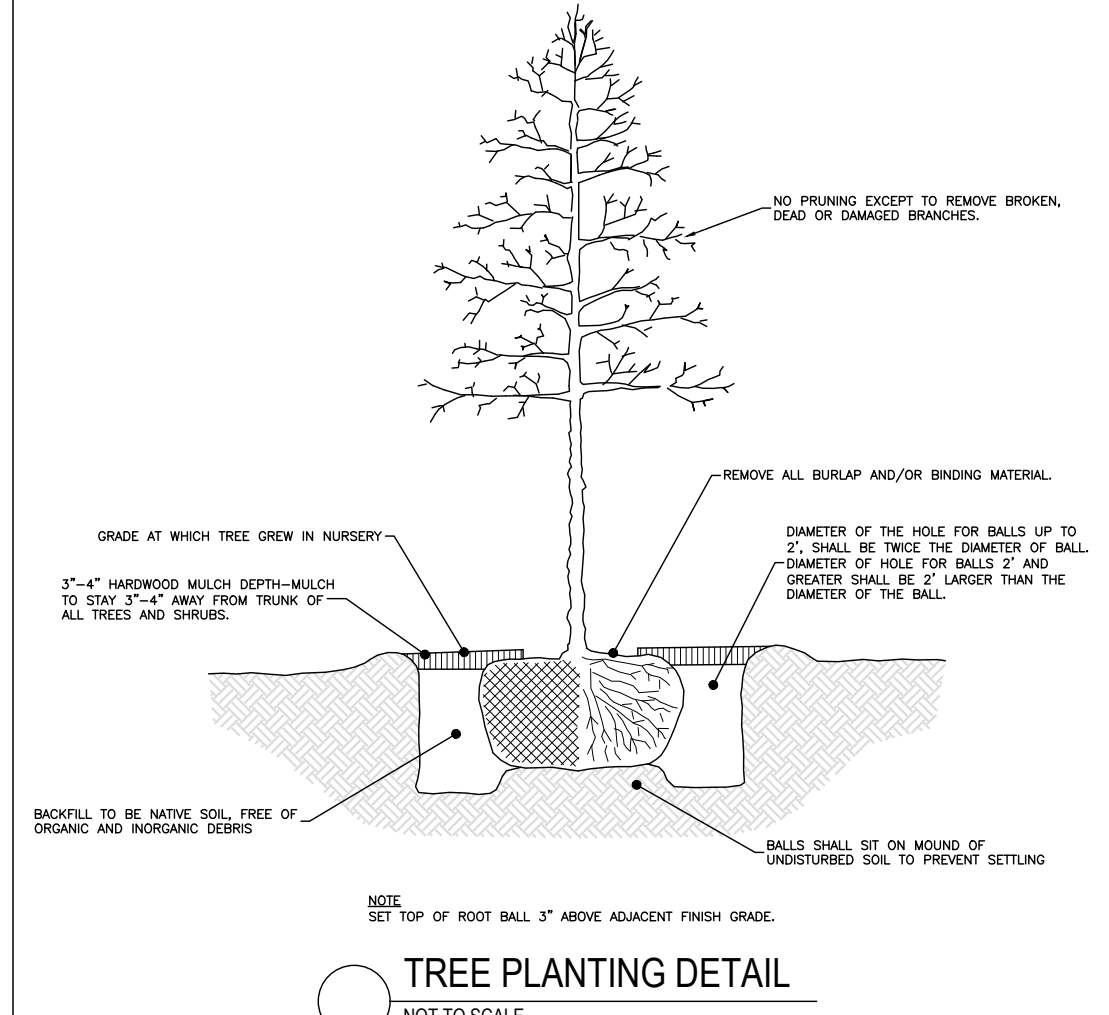 NO PRUNING EXCEPT TO REMOVE BROKEN,
DEAD OR DAMAGED BRANCHES.
REMOVE ALL BURLAP AND/OR BINDING MATERIAL.
GRADE AT WHICH TREE GREW IN NURSERY
DIAMETER OF THE HOLE FOR BALLS UP TO
2', SHALL BE TWICE THE DIAMETER OF BALL.
DIAMETER OF HOLE FOR BALLS 2' AND
GREATER SHALL BE 2' LARGER THAN THE
DIAMETER OF THE BALL.
3"-4" HARDWOOD MULCH DEPTH-MULCH
TO STAY 3"-4" AWAY FROM TRUNK OF
ALL TREES AND SHRUBS.
BACKFILL TO BE NATIVE SOIL, FREE OF
ORGANIC AND INORGANIC DEBRIS
BALLS SHALL SIT ON MOUND OF
UNDISTURBED SOIL TO PREVENT SETTLING
NOTE
SET TOP OF ROOT BALL 3" ABOVE ADJACENT FINISH GRADE.
TREE PLANTING DETAIL
NOT TO SCALE